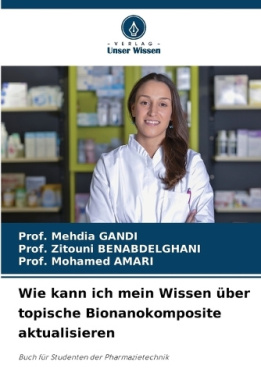 VERLAG
Unser Wissen
Prof. Mehdia GANDI
Prof. Zitouni BENABDELGHANI
Prof. Mohamed AMARI
Wie kann ich mein Wissen über
topische Bionanokomposite
aktualisieren
Buch für Studenten der Pharmazietechnik